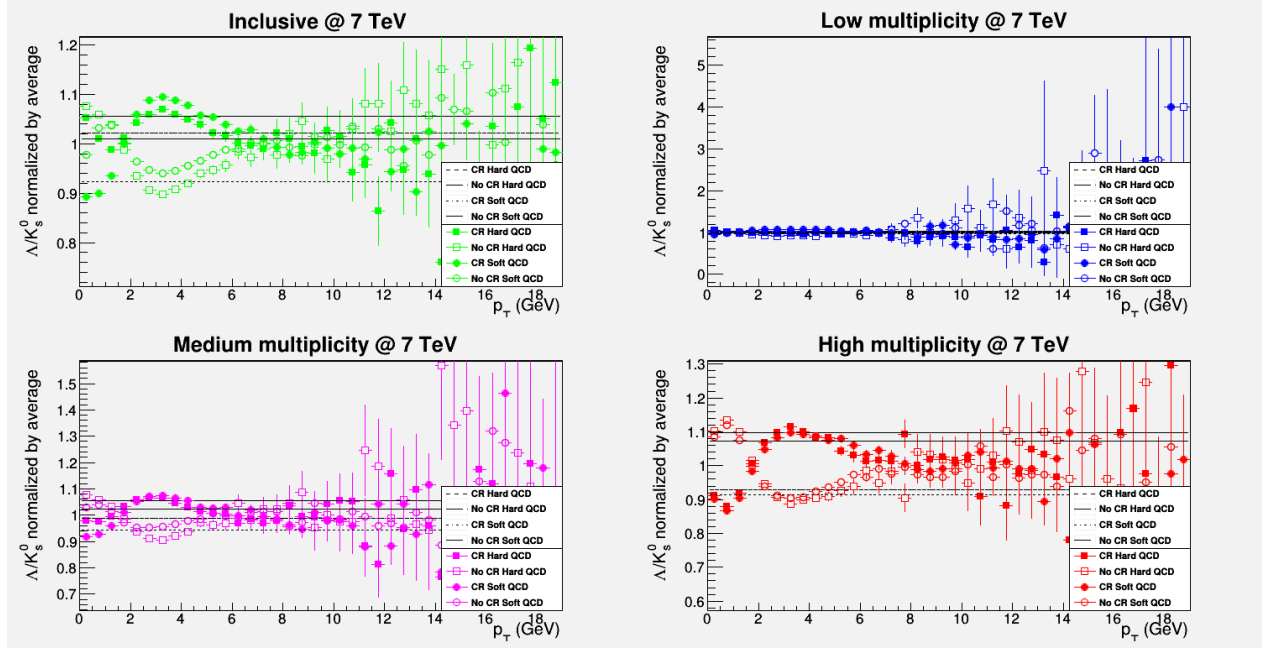 Inclusive @ 7 TeV
Λ/K⁰ₛ normalized by average
1.2
1.1
1
0.9
0.8
0 2 4 6 8 10 12 14 16 18
p_T (GeV)
CR Hard QCD
No CR Hard QCD
CR Soft QCD
No CR Soft QCD
CR Hard QCD
No CR Hard QCD
CR Soft QCD
No CR Soft QCD
Low multiplicity @ 7 TeV
Λ/K⁰ₛ normalized by average
5
4
3
2
1
0
0 2 4 6 8 10 12 14 16 18
p_T (GeV)
CR Hard QCD
No CR Hard QCD
CR Soft QCD
No CR Soft QCD
CR Hard QCD
No CR Hard QCD
CR Soft QCD
No CR Soft QCD
Medium multiplicity @ 7 TeV
Λ/K⁰ₛ normalized by average
1.5
1.4
1.3
1.2
1.1
1
0.9
0.8
0.7
0 2 4 6 8 10 12 14 16 18
p_T (GeV)
CR Hard QCD
No CR Hard QCD
CR Soft QCD
No CR Soft QCD
CR Hard QCD
No CR Hard QCD
CR Soft QCD
No CR Soft QCD
High multiplicity @ 7 TeV
Λ/K⁰ₛ normalized by average
1.3
1.2
1.1
1
0.9
0.8
0.7
0.6
0 2 4 6 8 10 12 14 16 18
p_T (GeV)
CR Hard QCD
No CR Hard QCD
CR Soft QCD
No CR Soft QCD
CR Hard QCD
No CR Hard QCD
CR Soft QCD
No CR Soft QCD